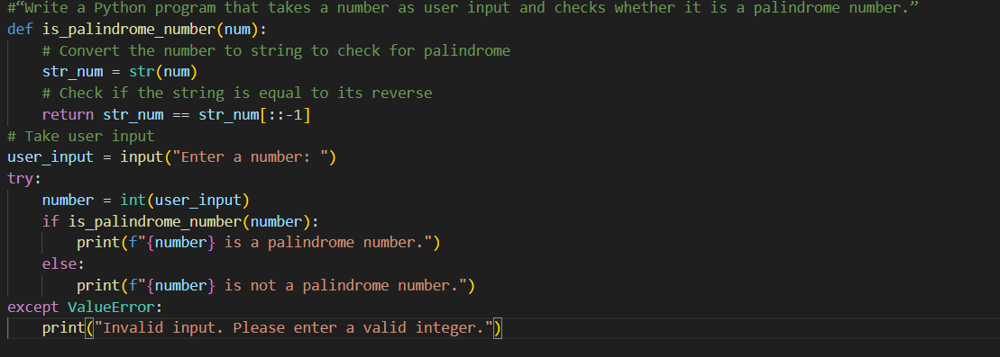 #“Write a Python program that takes a number as user input and checks whether it is a palindrome number.”
def is_palindrome_number(num):
    # Convert the number to string to check for palindrome
    str_num = str(num)
    # Check if the string is equal to its reverse
    return str_num == str_num[::-1]
# Take user input
user_input = input("Enter a number: ")
try:
    number = int(user_input)
    if is_palindrome_number(number):
        print(f"{number} is a palindrome number.")
    else:
        print(f"{number} is not a palindrome number.")
except ValueError:
    print("Invalid input. Please enter a valid integer.")